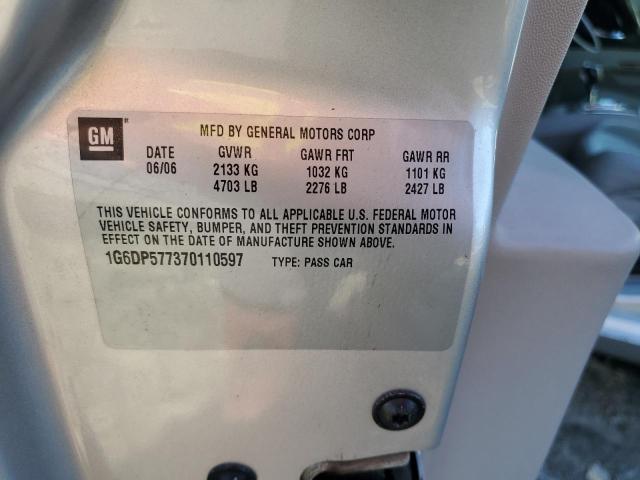 GM
MFD BY GENERAL MOTORS CORP
DATE GVWR GAWR FRT GAWR RR
06/06 2133 KG 1032 KG 1101 KG
4703 LB 2276 LB 2427 LB
THIS VEHICLE CONFORMS TO ALL APPLICABLE U.S. FEDERAL MOTOR
VEHICLE SAFETY, BUMPER, AND THEFT PREVENTION STANDARDS IN
EFFECT ON THE DATE OF MANUFACTURE SHOWN ABOVE.
1G6DP577370110597 TYPE: PASS CAR